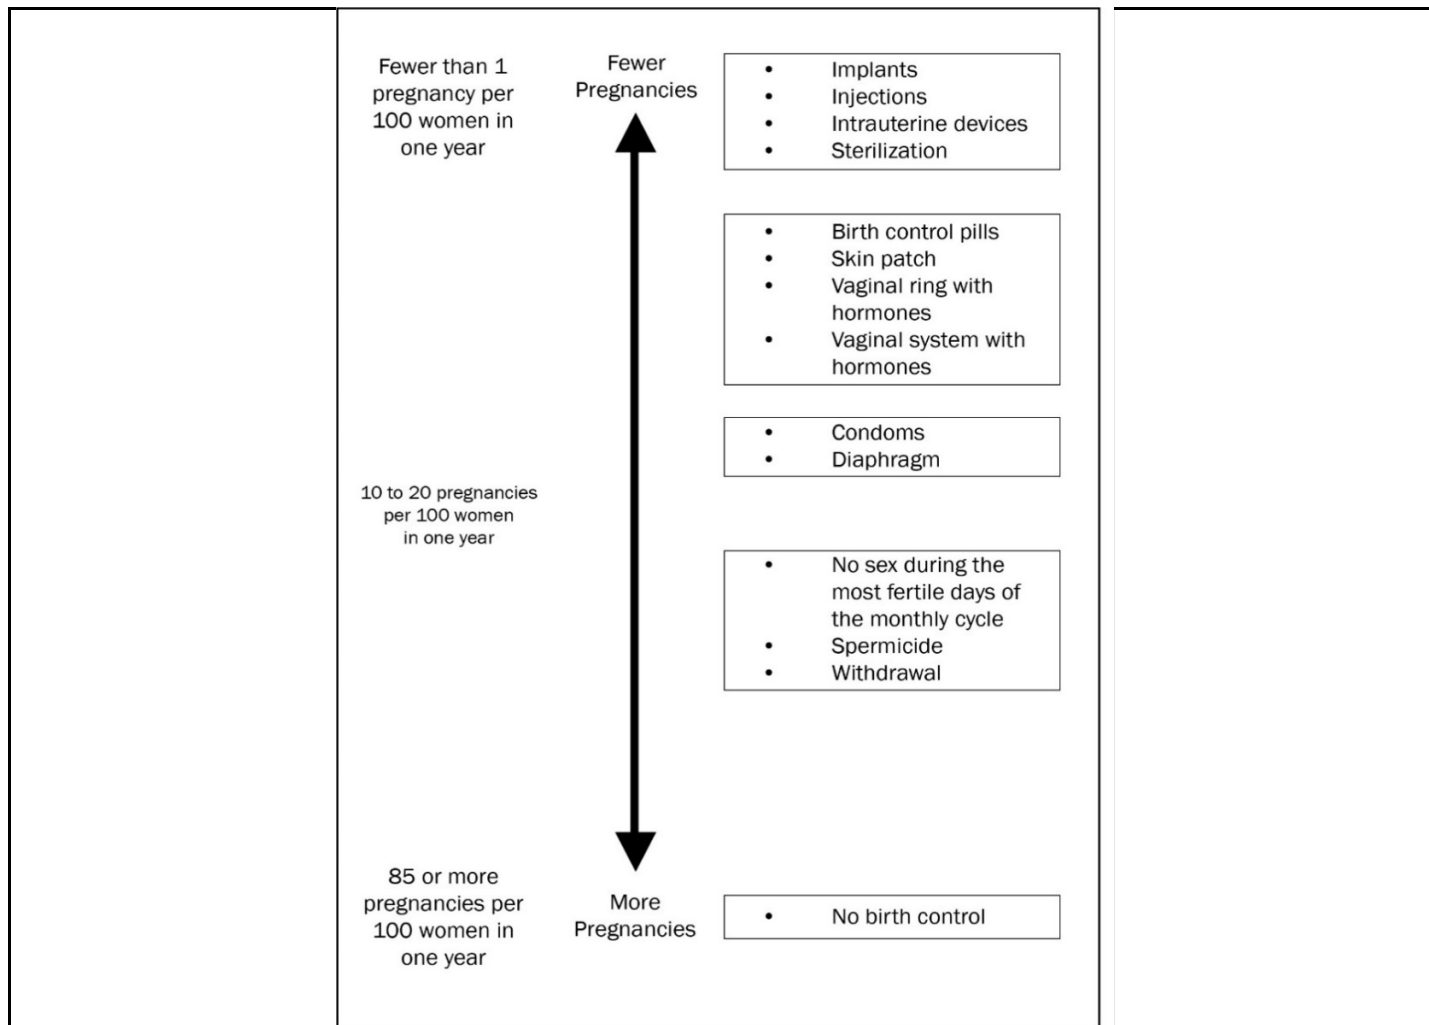 Fewer than 1
pregnancy per
100 women in
one year
Fewer
Pregnancies
• Implants
• Injections
• Intrauterine devices
• Sterilization
• Birth control pills
• Skin patch
• Vaginal ring with
hormones
• Vaginal system with
hormones
• Condoms
• Diaphragm
10 to 20 pregnancies
per 100 women
in one year
• No sex during the
most fertile days of
the monthly cycle
• Spermicide
• Withdrawal
85 or more
pregnancies per
100 women in
one year
More
Pregnancies
• No birth control